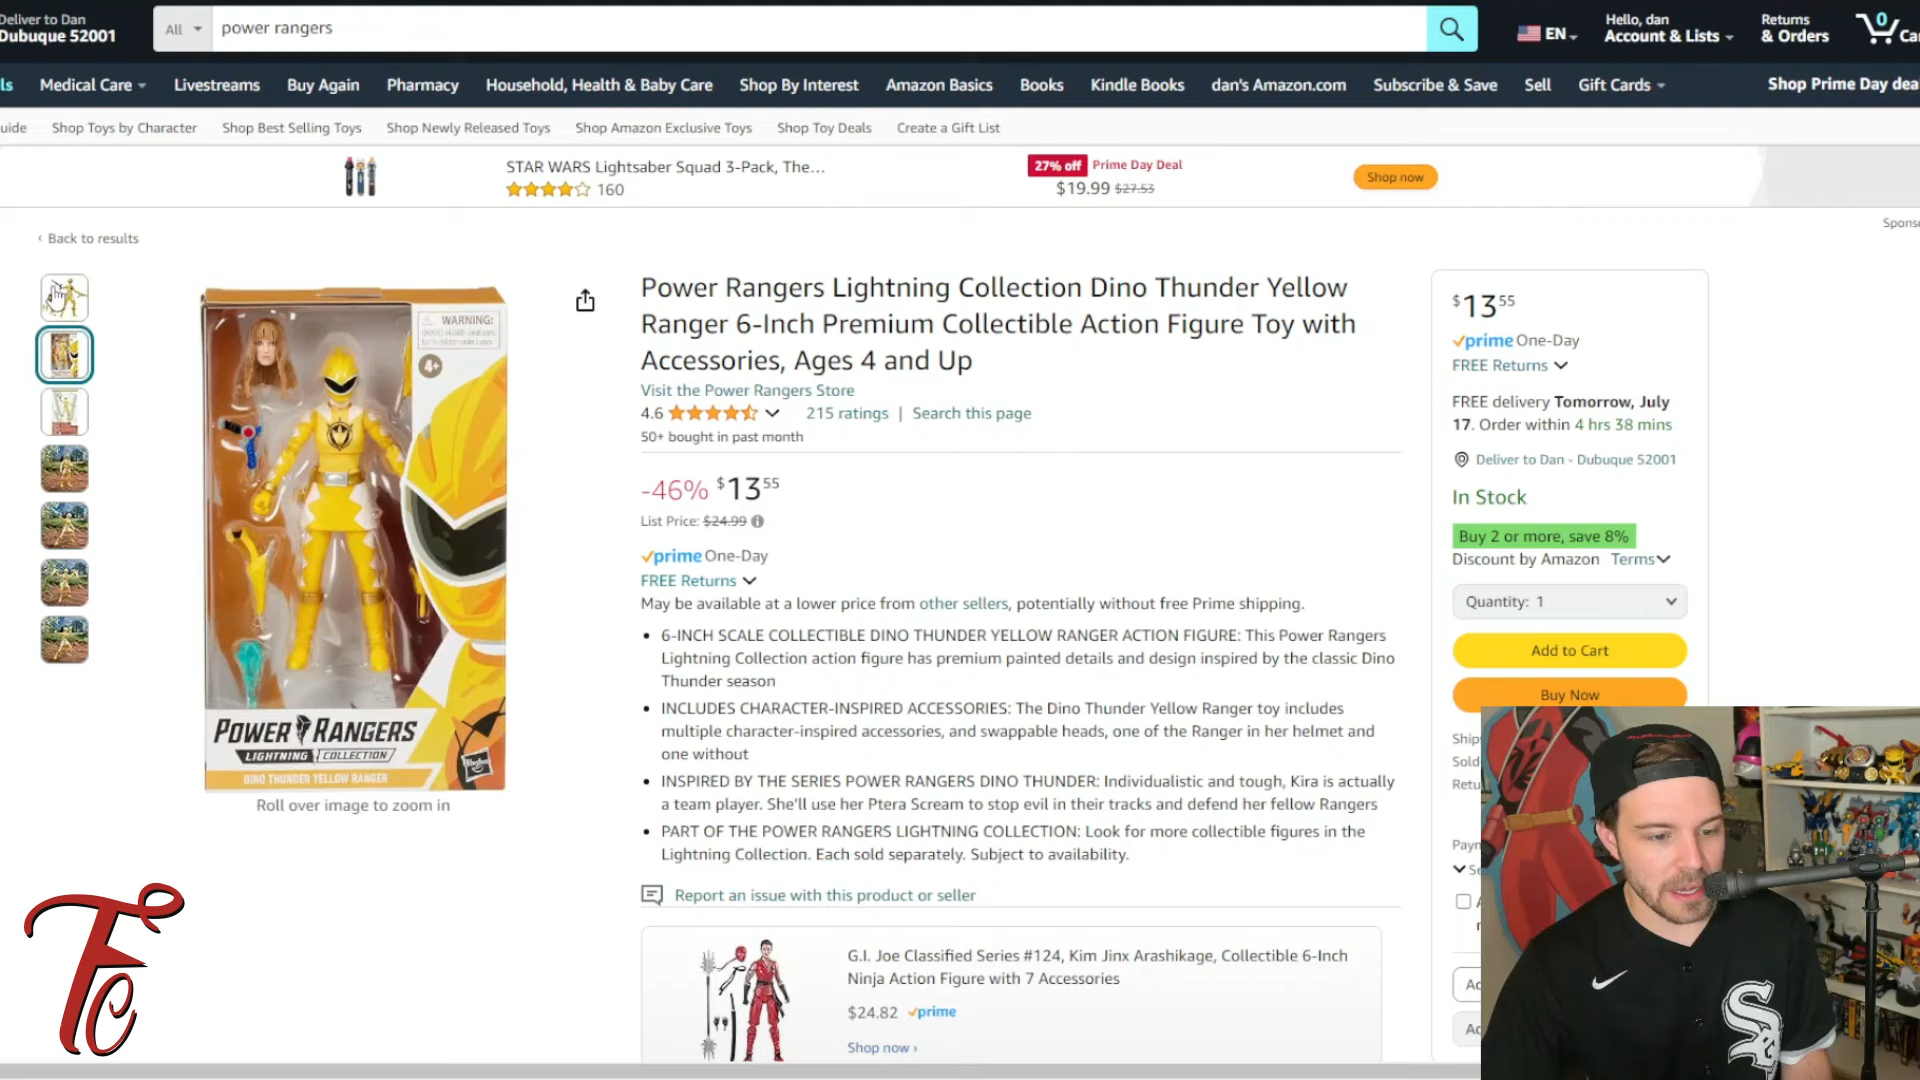 Deliver to Dan
Dubuque 52001
All
power rangers
EN
Hello, dan
Account & Lists
Returns
& Orders
0
Ca
ls
Medical Care
Livestreams
Buy Again
Pharmacy
Household, Health & Baby Care
Shop By Interest
Amazon Basics
Books
Kindle Books
dan's Amazon.com
Subscribe & Save
Sell
Gift Cards
Shop Prime Day dea
uide
Shop Toys by Character
Shop Best Selling Toys
Shop Newly Released Toys
Shop Amazon Exclusive Toys
Shop Toy Deals
Create a Gift List
STAR WARS Lightsaber Squad 3-Pack, The...
160
27% off Prime Day Deal
$19.99 $27.53
Shop now
Spons
‹ Back to results
WARNING:
4+
POWER RANGERS
LIGHTNING COLLECTION
DINO THUNDER YELLOW RANGER
Hasbro
Roll over image to zoom in
Power Rangers Lightning Collection Dino Thunder Yellow
Ranger 6-Inch Premium Collectible Action Figure Toy with
Accessories, Ages 4 and Up
Visit the Power Rangers Store
4.6
215 ratings | Search this page
50+ bought in past month
-46% $13 55
List Price: $24.99
prime One-Day
FREE Returns
May be available at a lower price from other sellers, potentially without free Prime shipping.
• 6-INCH SCALE COLLECTIBLE DINO THUNDER YELLOW RANGER ACTION FIGURE: This Power Rangers
Lightning Collection action figure has premium painted details and design inspired by the classic Dino
Thunder season
• INCLUDES CHARACTER-INSPIRED ACCESSORIES: The Dino Thunder Yellow Ranger toy includes
multiple character-inspired accessories, and swappable heads, one of the Ranger in her helmet and
one without
• INSPIRED BY THE SERIES POWER RANGERS DINO THUNDER: Individualistic and tough, Kira is actually
a team player. She'll use her Ptera Scream to stop evil in their tracks and defend her fellow Rangers
• PART OF THE POWER RANGERS LIGHTNING COLLECTION: Look for more collectible figures in the
Lightning Collection. Each sold separately. Subject to availability.
Report an issue with this product or seller
G.I. Joe Classified Series #124, Kim Jinx Arashikage, Collectible 6-Inch
Ninja Action Figure with 7 Accessories
$24.82 prime
Shop now ›
$13 55
prime One-Day
FREE Returns
FREE delivery Tomorrow, July
17. Order within 4 hrs 38 mins
Deliver to Dan - Dubuque 52001
In Stock
Buy 2 or more, save 8%
Discount by Amazon Terms
Quantity: 1
Add to Cart
Buy Now
Ship
Sold
Retu
Payn
Se
Ac
Ac
Sox
FC